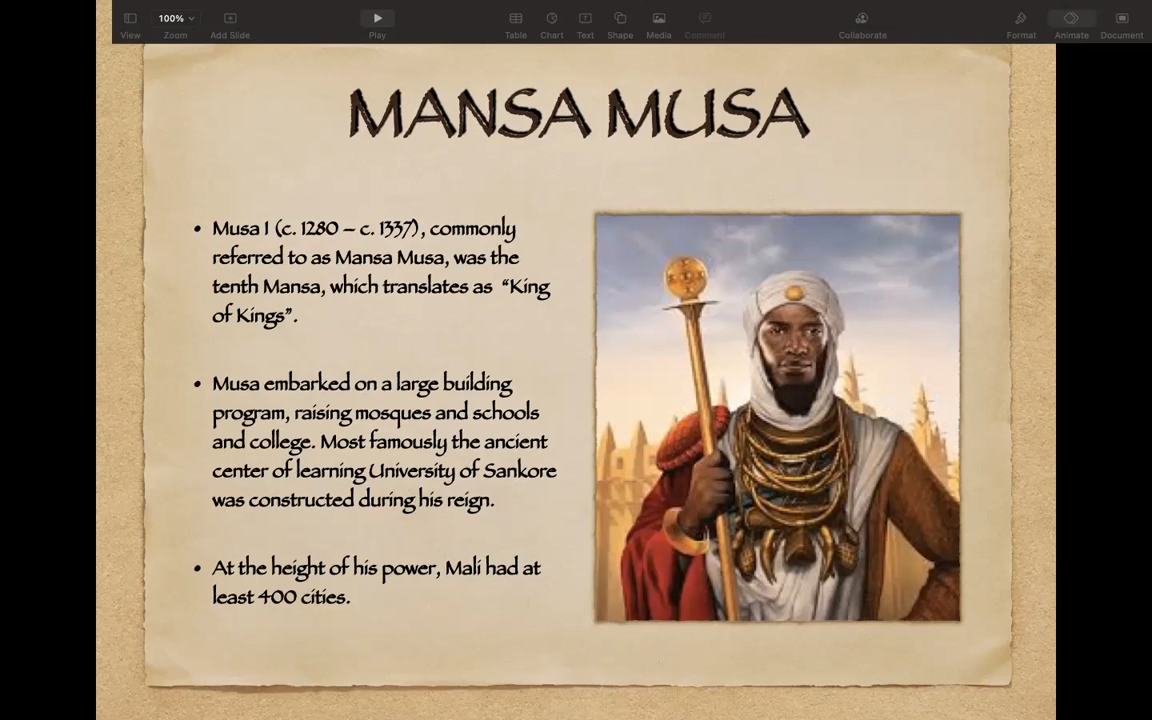 100%
View
Zoom
Add Slide
Play
Table
Chart
Text
Shape
Media
Comment
Collaborate
Format
Animate
Document
MANSA MUSA
• Musa I (c. 1280 – c. 1337), commonly
referred to as Mansa Musa, was the
tenth Mansa, which translates as “King
of Kings”.
• Musa embarked on a large building
program, raising mosques and schools
and college. Most famously the ancient
center of learning University of Sankore
was constructed during his reign.
• At the height of his power, Mali had at
least 400 cities.